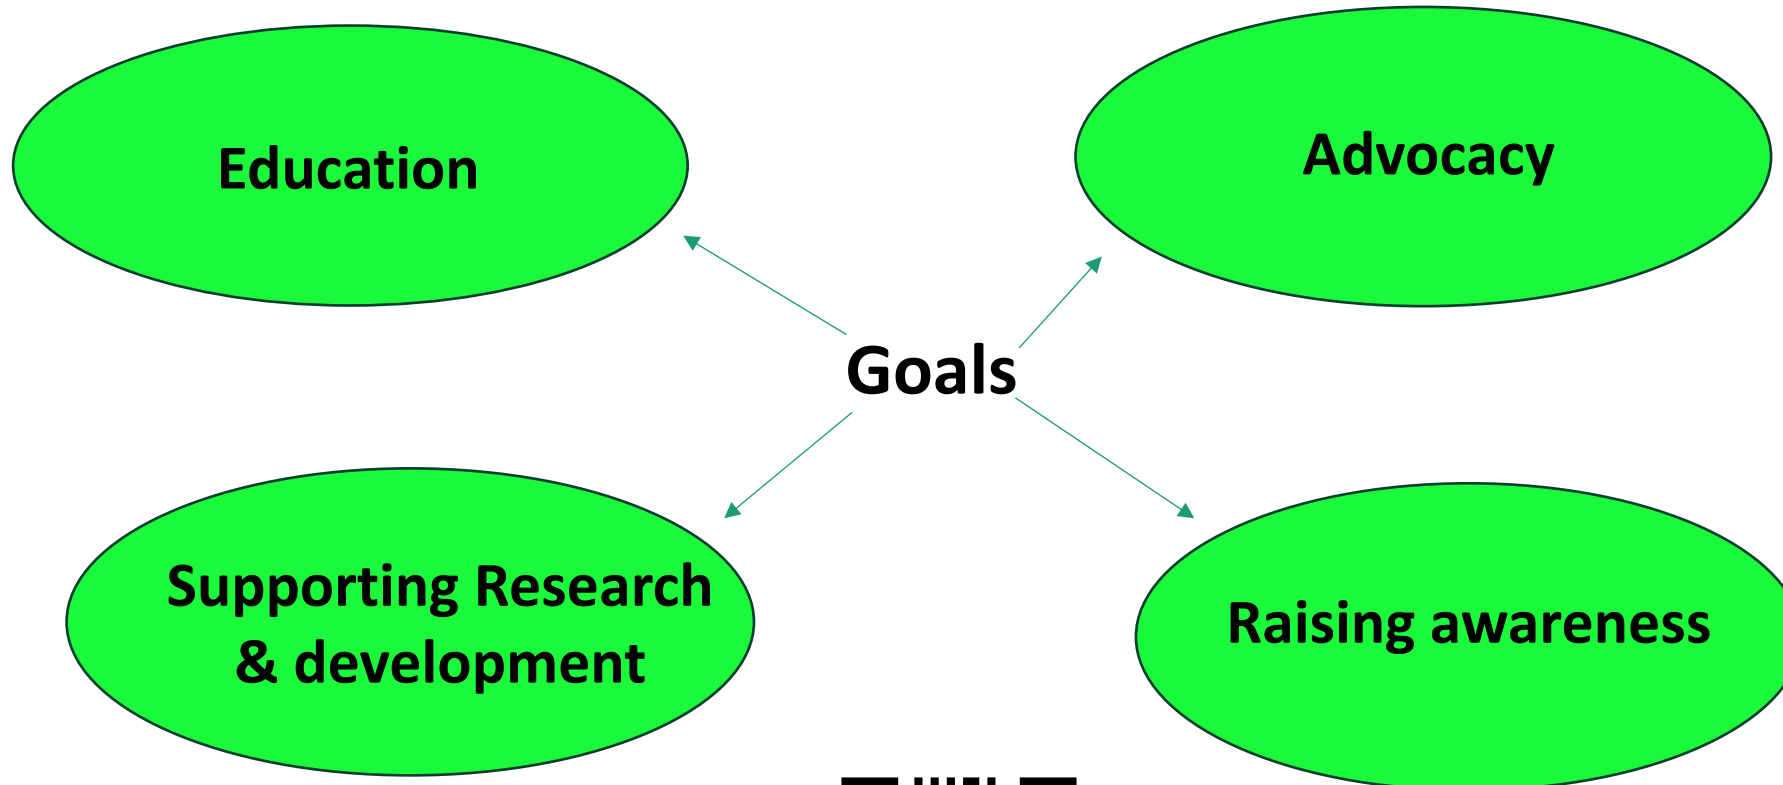 Education
Advocacy
Goals
Supporting Research
& development
Raising awareness